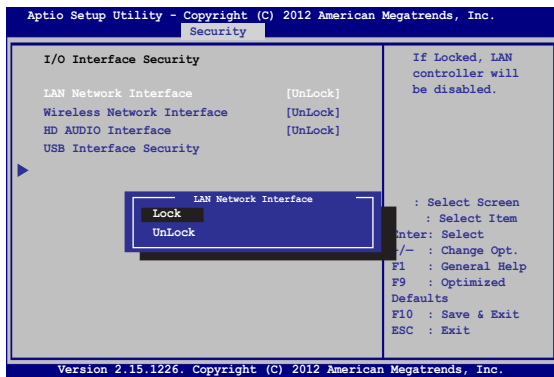 Aptio Setup Utility - Copyright (C) 2012 American Megatrends, Inc.
Security
I/O Interface Security
LAN Network Interface [UnLock]
Wireless Network Interface [UnLock]
HD AUDIO Interface [UnLock]
USB Interface Security
If Locked, LAN
controller will
be disabled.
LAN Network Interface
Lock
UnLock
: Select Screen
: Select Item
Enter: Select
+/— : Change Opt.
F1 : General Help
F9 : Optimized
Defaults
F10 : Save & Exit
ESC : Exit
Version 2.15.1226. Copyright (C) 2012 American Megatrends, Inc.